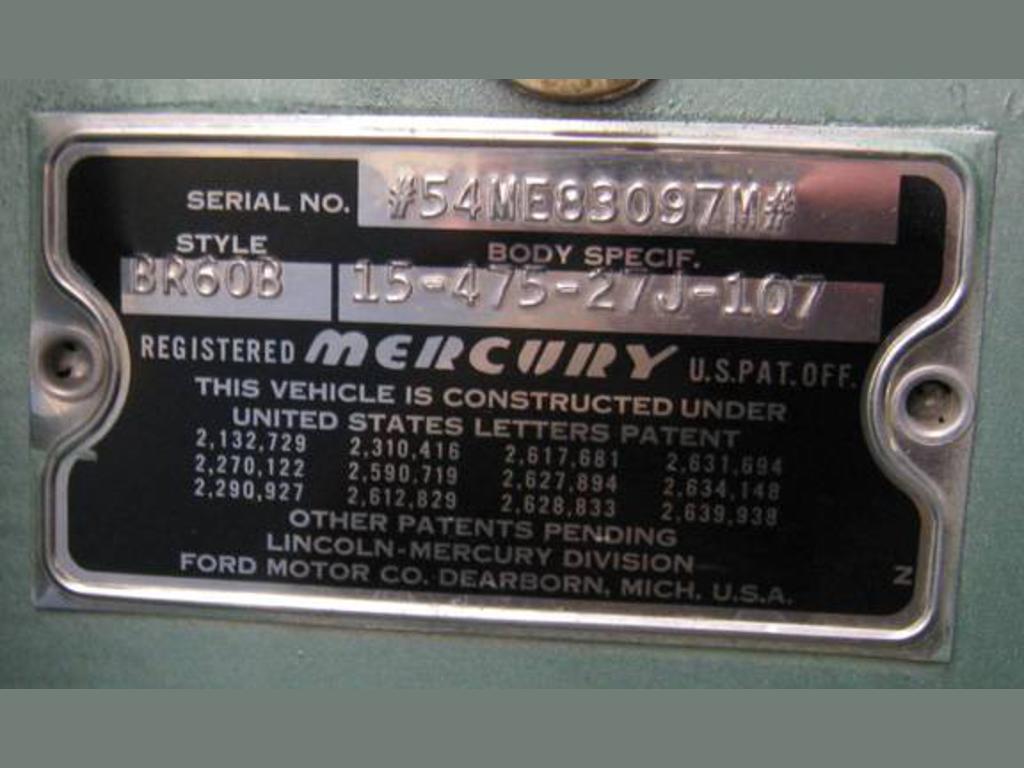 SERIAL NO. #54ME83097M#
STYLE BODY SPECIF.
BR60B 15-475-27J-167
REGISTERED MERCURY U.S.PAT.OFF.
THIS VEHICLE IS CONSTRUCTED UNDER
UNITED STATES LETTERS PATENT
2,132,729 2,310,416 2,617,681 2,631,694
2,270,122 2,590,719 2,627,894 2,634,148
2,290,927 2,612,829 2,628,833 2,639,938
OTHER PATENTS PENDING
LINCOLN-MERCURY DIVISION
FORD MOTOR CO. DEARBORN, MICH. U.S.A.
N